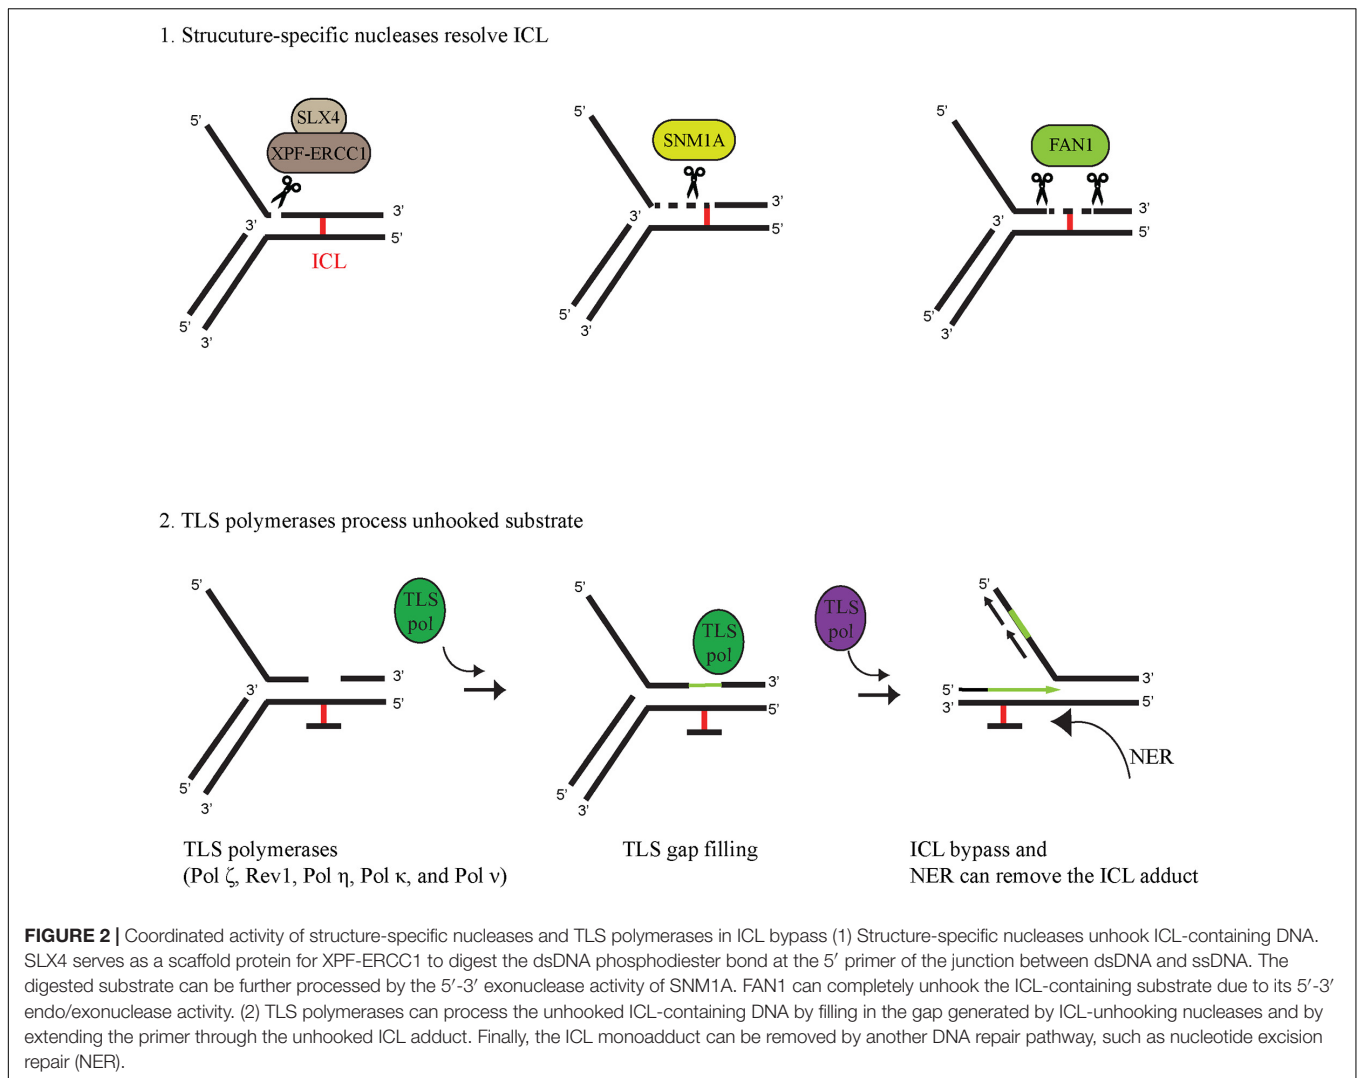 1. Strucuture-specific nucleases resolve ICL
5'
SLX4
XPF-ERCC1
3'
3'
5'
ICL
5'
3'
5'
SNM1A
3'
3'
5'
5'
3'
5'
FAN1
3'
3'
5'
5'
3'
2. TLS polymerases process unhooked substrate
5'
TLS
pol
3'
3'
5'
5'
3'
5'
TLS
pol
3'
3'
5'
5'
3'
TLS
pol
5'
3'
5'
3'
5'
NER
TLS polymerases
(Pol ζ, Rev1, Pol η, Pol κ, and Pol ν)
TLS gap filling
ICL bypass and
NER can remove the ICL adduct
FIGURE 2 | Coordinated activity of structure-specific nucleases and TLS polymerases in ICL bypass (1) Structure-specific nucleases unhook ICL-containing DNA.
SLX4 serves as a scaffold protein for XPF-ERCC1 to digest the dsDNA phosphodiester bond at the 5′ primer of the junction between dsDNA and ssDNA. The
digested substrate can be further processed by the 5′-3′ exonuclease activity of SNM1A. FAN1 can completely unhook the ICL-containing substrate due to its 5′-3′
endo/exonuclease activity. (2) TLS polymerases can process the unhooked ICL-containing DNA by filling in the gap generated by ICL-unhooking nucleases and by
extending the primer through the unhooked ICL adduct. Finally, the ICL monoadduct can be removed by another DNA repair pathway, such as nucleotide excision
repair (NER).